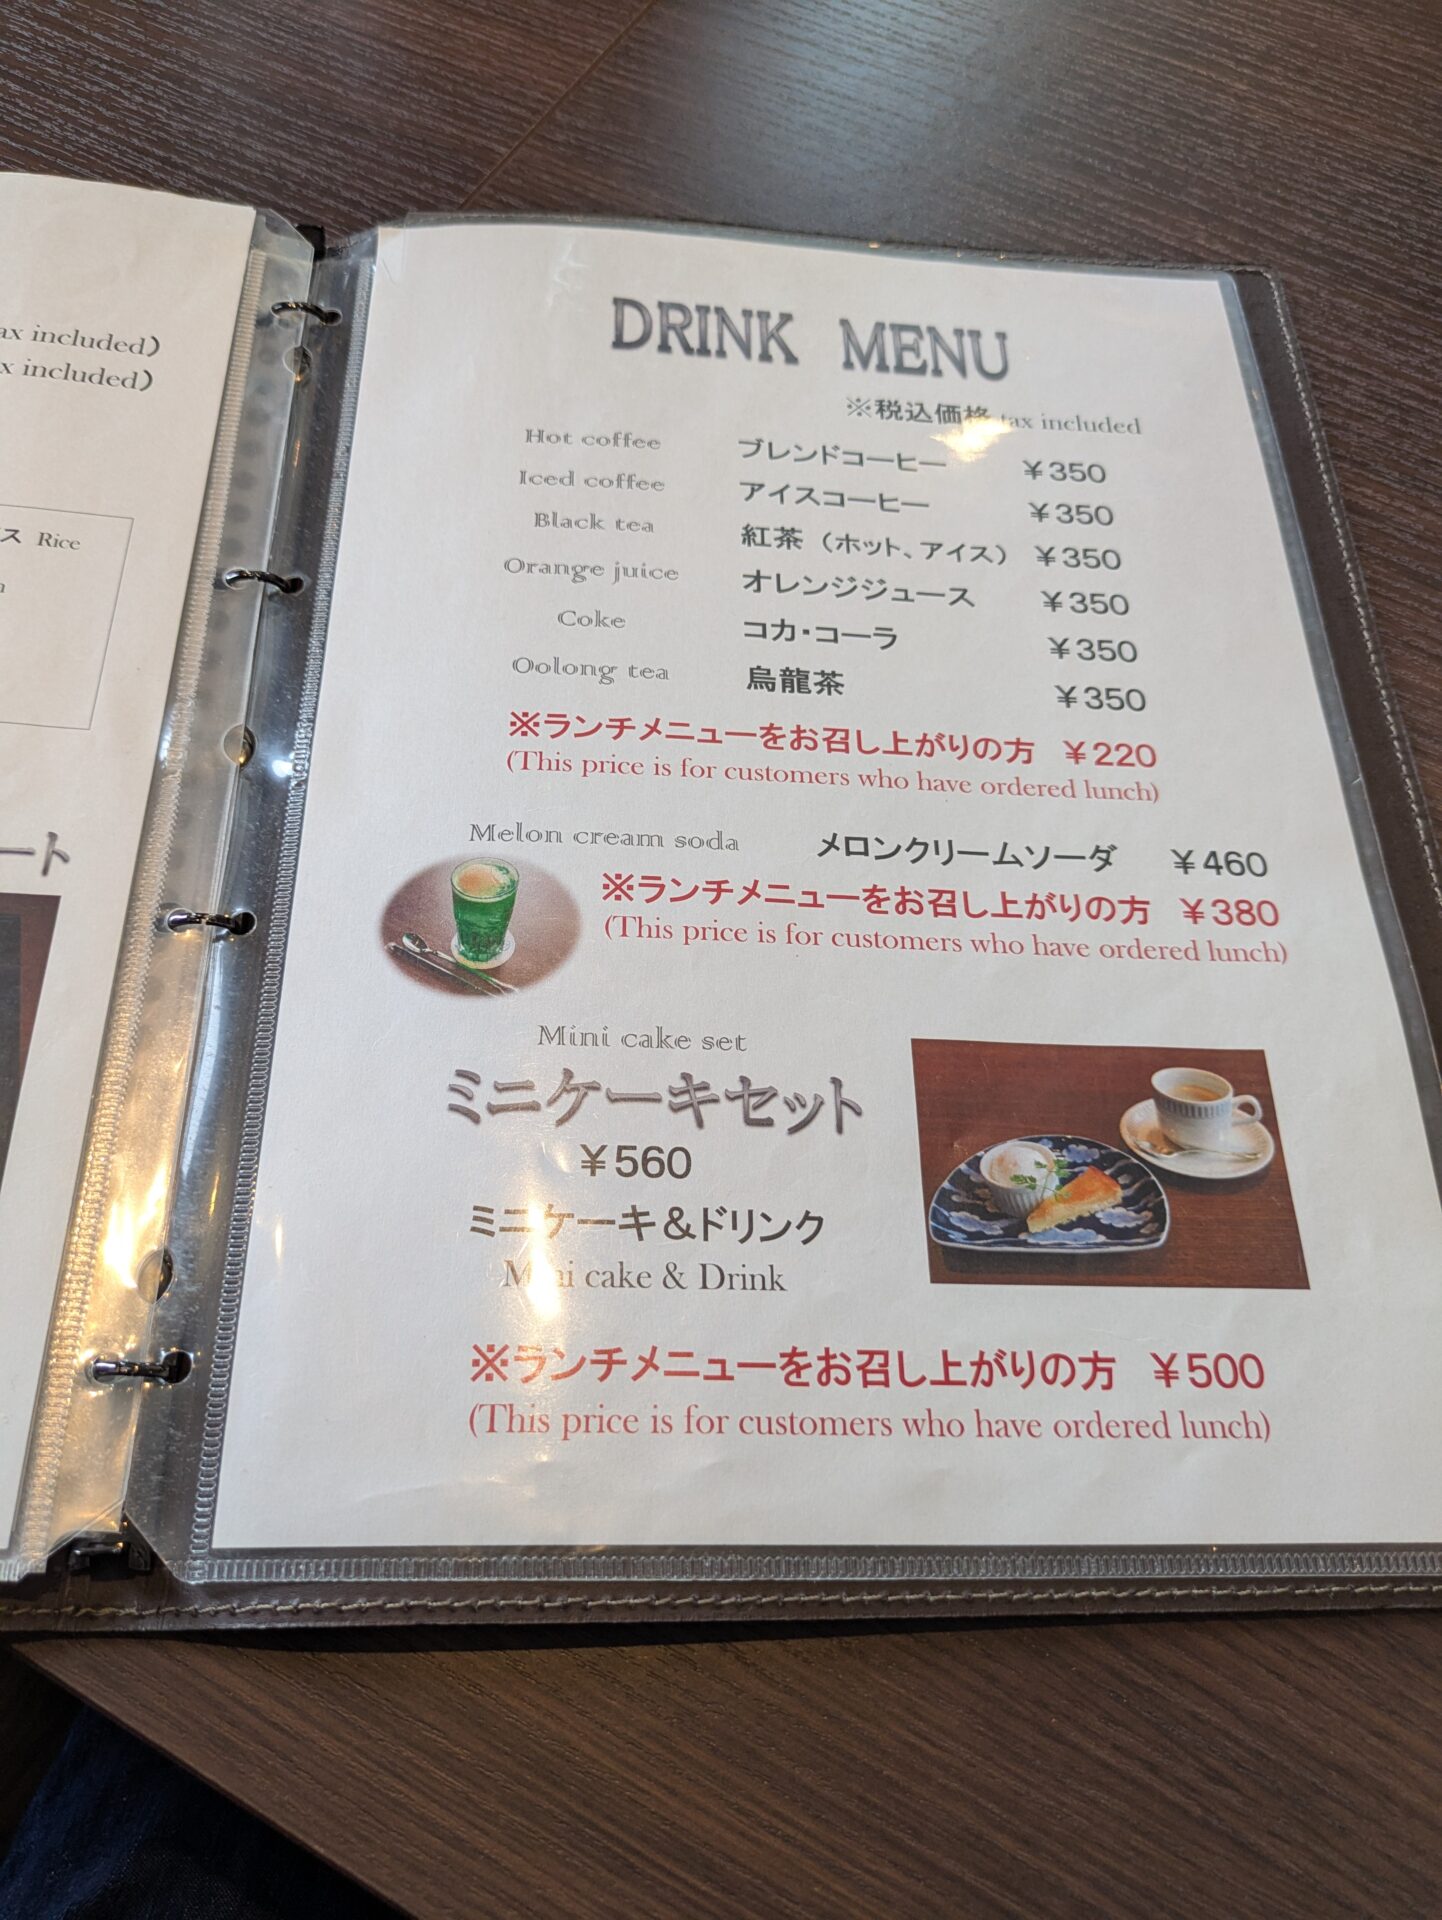 ax included)
x included)
ス Rice
ート
DRINK MENU
※税込価格 tax included
Hot coffee ブレンドコーヒー ¥350
Iced coffee アイスコーヒー ¥350
Black tea 紅茶（ホット、アイス） ¥350
Orange juice オレンジジュース ¥350
Coke コカ・コーラ ¥350
Oolong tea 烏龍茶 ¥350
※ランチメニューをお召し上がりの方 ¥220
(This price is for customers who have ordered lunch)
Melon cream soda メロンクリームソーダ ¥460
※ランチメニューをお召し上がりの方 ¥380
(This price is for customers who have ordered lunch)
Mini cake set
ミニケーキセット
¥560
ミニケーキ＆ドリンク
Mini cake & Drink
※ランチメニューをお召し上がりの方 ¥500
(This price is for customers who have ordered lunch)